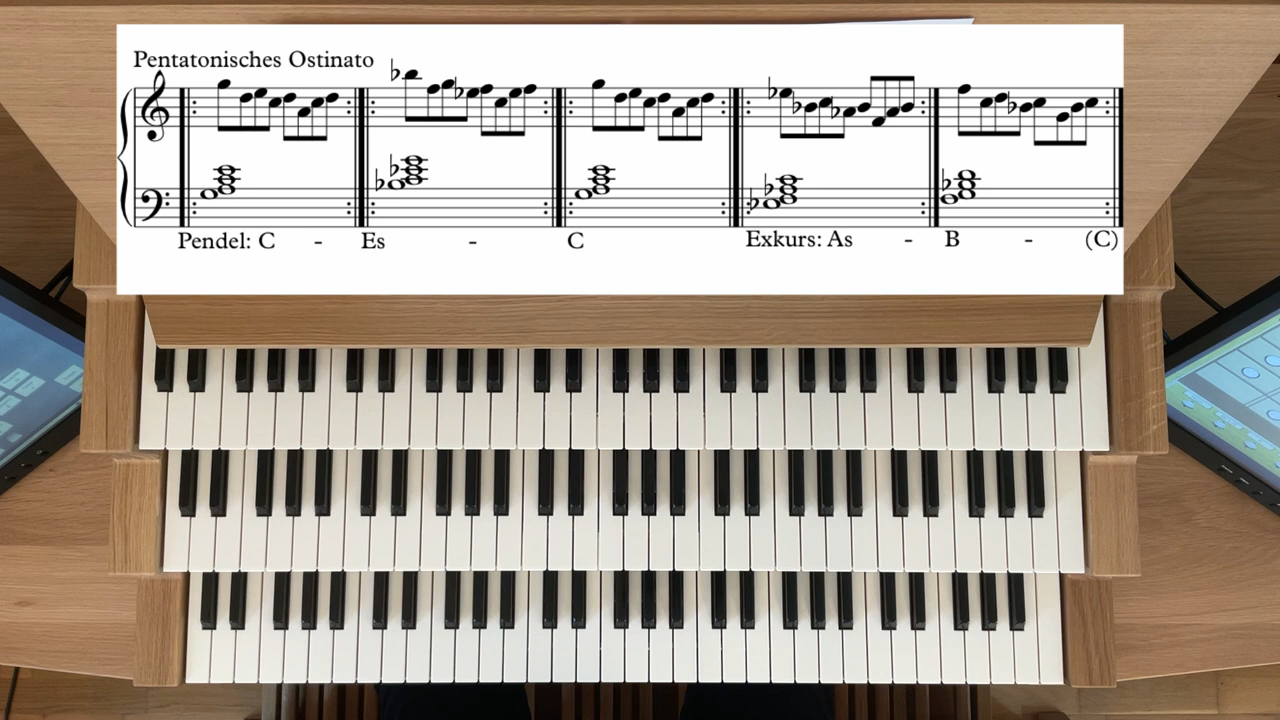 Pentatonisches Ostinato
Pendel: C - Es - C Exkurs: As - B - (C)